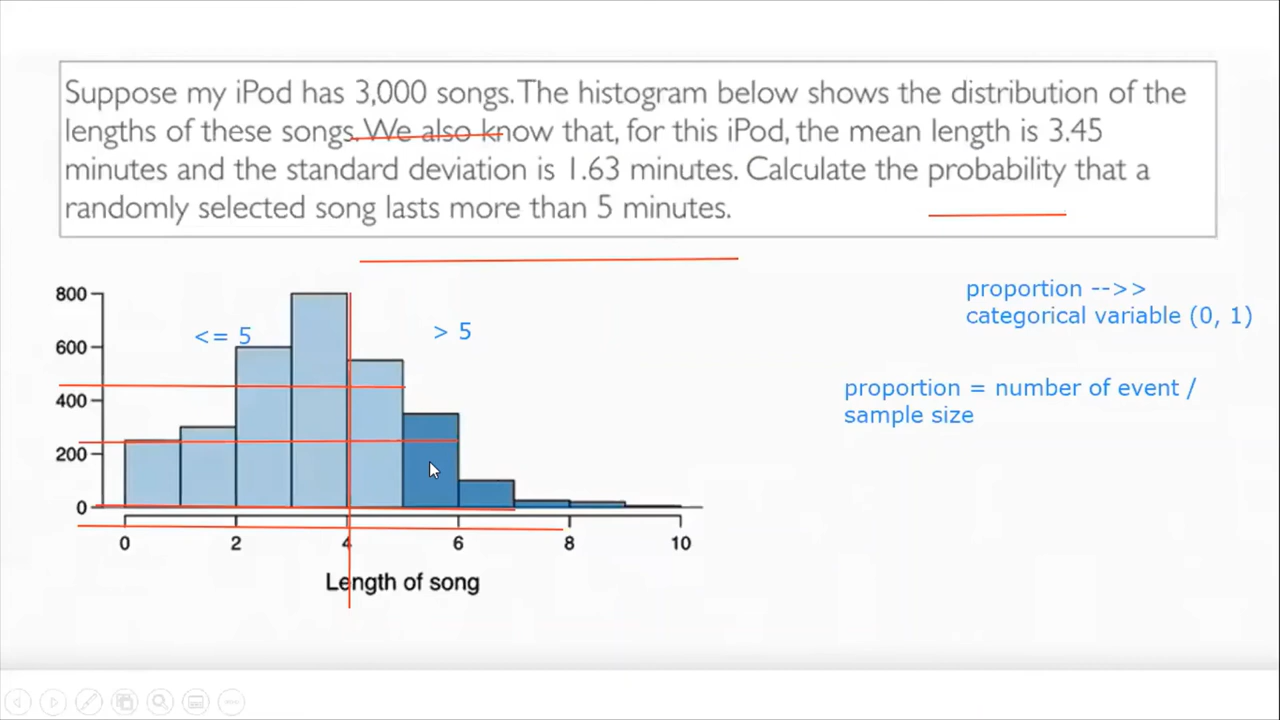 Suppose my iPod has 3,000 songs. The histogram below shows the distribution of the
lengths of these songs. We also know that, for this iPod, the mean length is 3.45
minutes and the standard deviation is 1.63 minutes. Calculate the probability that a
randomly selected song lasts more than 5 minutes.
proportion -->>
categorical variable (0, 1)
proportion = number of event /
sample size
<= 5
> 5
800
600
400
200
0
0 2 4 6 8 10
Length of song